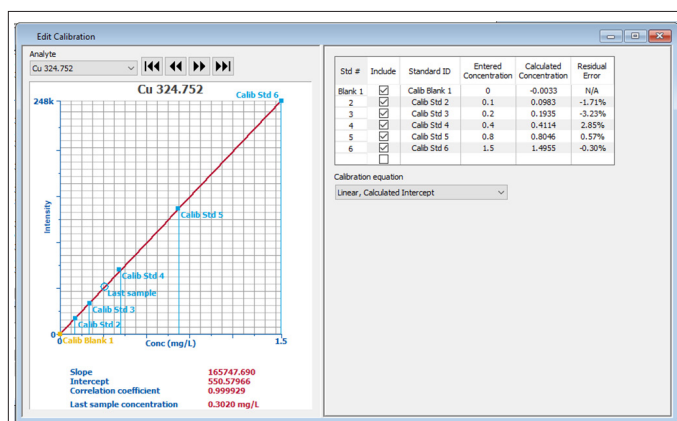 Edit Calibration
Analyte
Cu 324.752
Cu 324.752
248k
Calib Std 6
Calib Std 5
Intensity
Calib Std 4
Last sample
Calib Std 3
Calib Std 2
0
Calib Blank 1
0
Conc (mg/L)
1.5
Slope 165747.690
Intercept 550.57966
Correlation coefficient 0.999929
Last sample concentration 0.3020 mg/L
Std # Include Standard ID Entered Concentration Calculated Concentration Residual Error
Blank 1 Calib Blank 1 0 -0.0033 N/A
2 Calib Std 2 0.1 0.0983 -1.71%
3 Calib Std 3 0.2 0.1935 -3.23%
4 Calib Std 4 0.4 0.4114 2.85%
5 Calib Std 5 0.8 0.8046 0.57%
6 Calib Std 6 1.5 1.4955 -0.30%
Calibration equation
Linear, Calculated Intercept